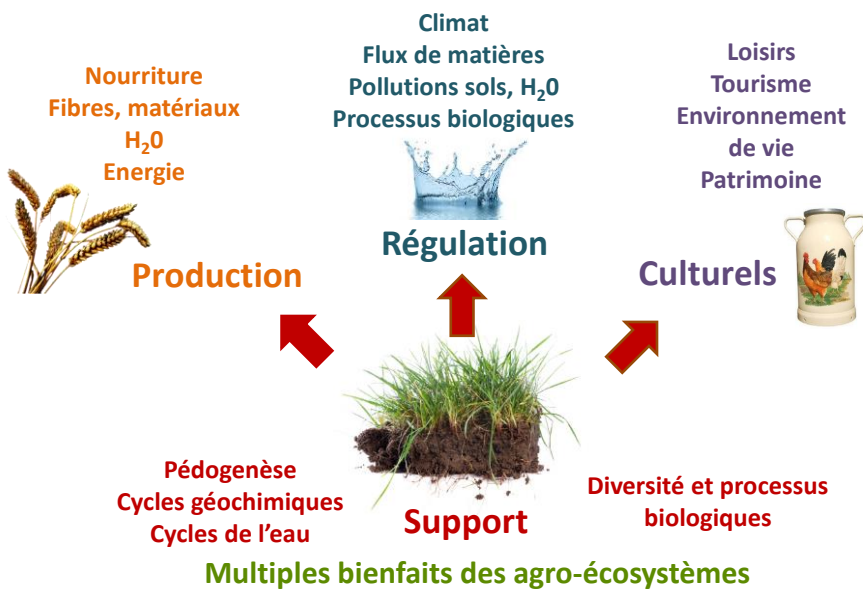 Climat
Flux de matières
Pollutions sols, H₂0
Processus biologiques
Régulation
Nourriture
Fibres, matériaux
H₂0
Energie
Production
Loisirs
Tourisme
Environnement
de vie
Patrimoine
Culturels
Pédogenèse
Cycles géochimiques
Cycles de l'eau
Support
Diversité et processus
biologiques
Multiples bienfaits des agro-écosystèmes